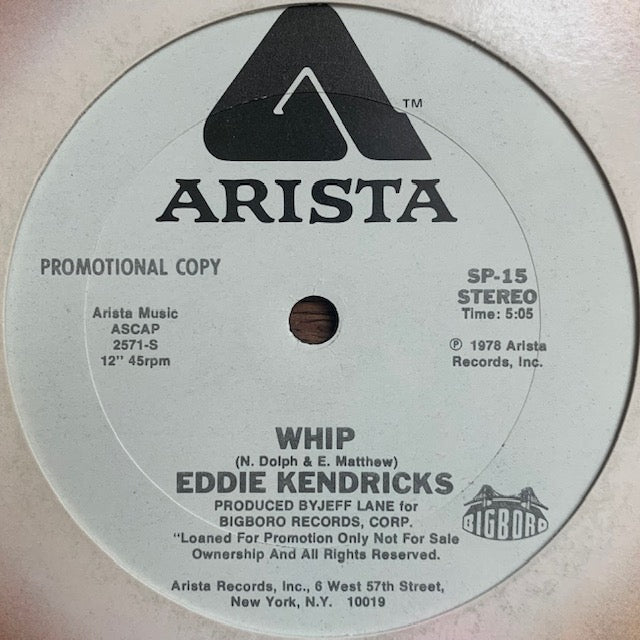 TM
ARISTA
PROMOTIONAL COPY
SP-15
STEREO
Time: 5:05
Arista Music
ASCAP
2571-S
12" 45rpm
℗ 1978 Arista
Records, Inc.
WHIP
(N. Dolph & E. Matthew)
EDDIE KENDRICKS
PRODUCED BYJEFF LANE for
BIGBORO RECORDS, CORP.
BIGBORO
"Loaned For Promotion Only Not For Sale
Ownership And All Rights Reserved.
Arista Records, Inc., 6 West 57th Street,
New York, N.Y. 10019